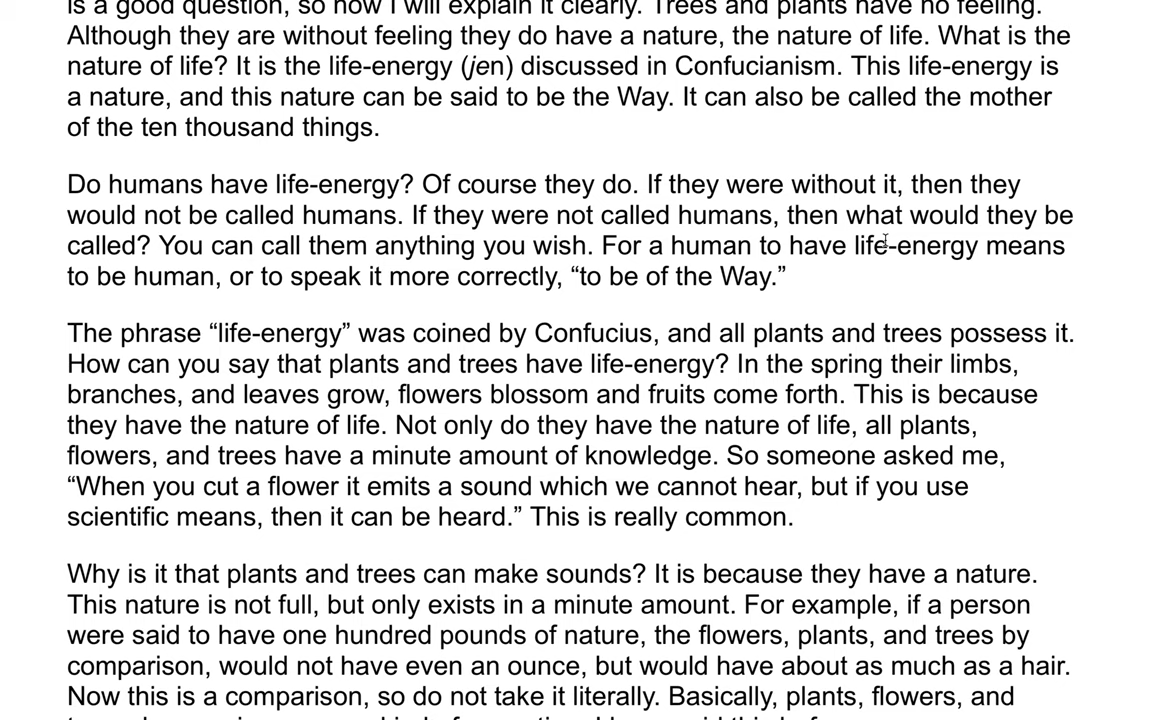 is a good question, so now I will explain it clearly. Trees and plants have no feeling.
Although they are without feeling they do have a nature, the nature of life. What is the
nature of life? It is the life-energy (jen) discussed in Confucianism. This life-energy is
a nature, and this nature can be said to be the Way. It can also be called the mother
of the ten thousand things.
Do humans have life-energy? Of course they do. If they were without it, then they
would not be called humans. If they were not called humans, then what would they be
called? You can call them anything you wish. For a human to have life-energy means
to be human, or to speak it more correctly, “to be of the Way.”
The phrase “life-energy” was coined by Confucius, and all plants and trees possess it.
How can you say that plants and trees have life-energy? In the spring their limbs,
branches, and leaves grow, flowers blossom and fruits come forth. This is because
they have the nature of life. Not only do they have the nature of life, all plants,
flowers, and trees have a minute amount of knowledge. So someone asked me,
“When you cut a flower it emits a sound which we cannot hear, but if you use
scientific means, then it can be heard.” This is really common.
Why is it that plants and trees can make sounds? It is because they have a nature.
This nature is not full, but only exists in a minute amount. For example, if a person
were said to have one hundred pounds of nature, the flowers, plants, and trees by
comparison, would not have even an ounce, but would have about as much as a hair.
Now this is a comparison, so do not take it literally. Basically, plants, flowers, and